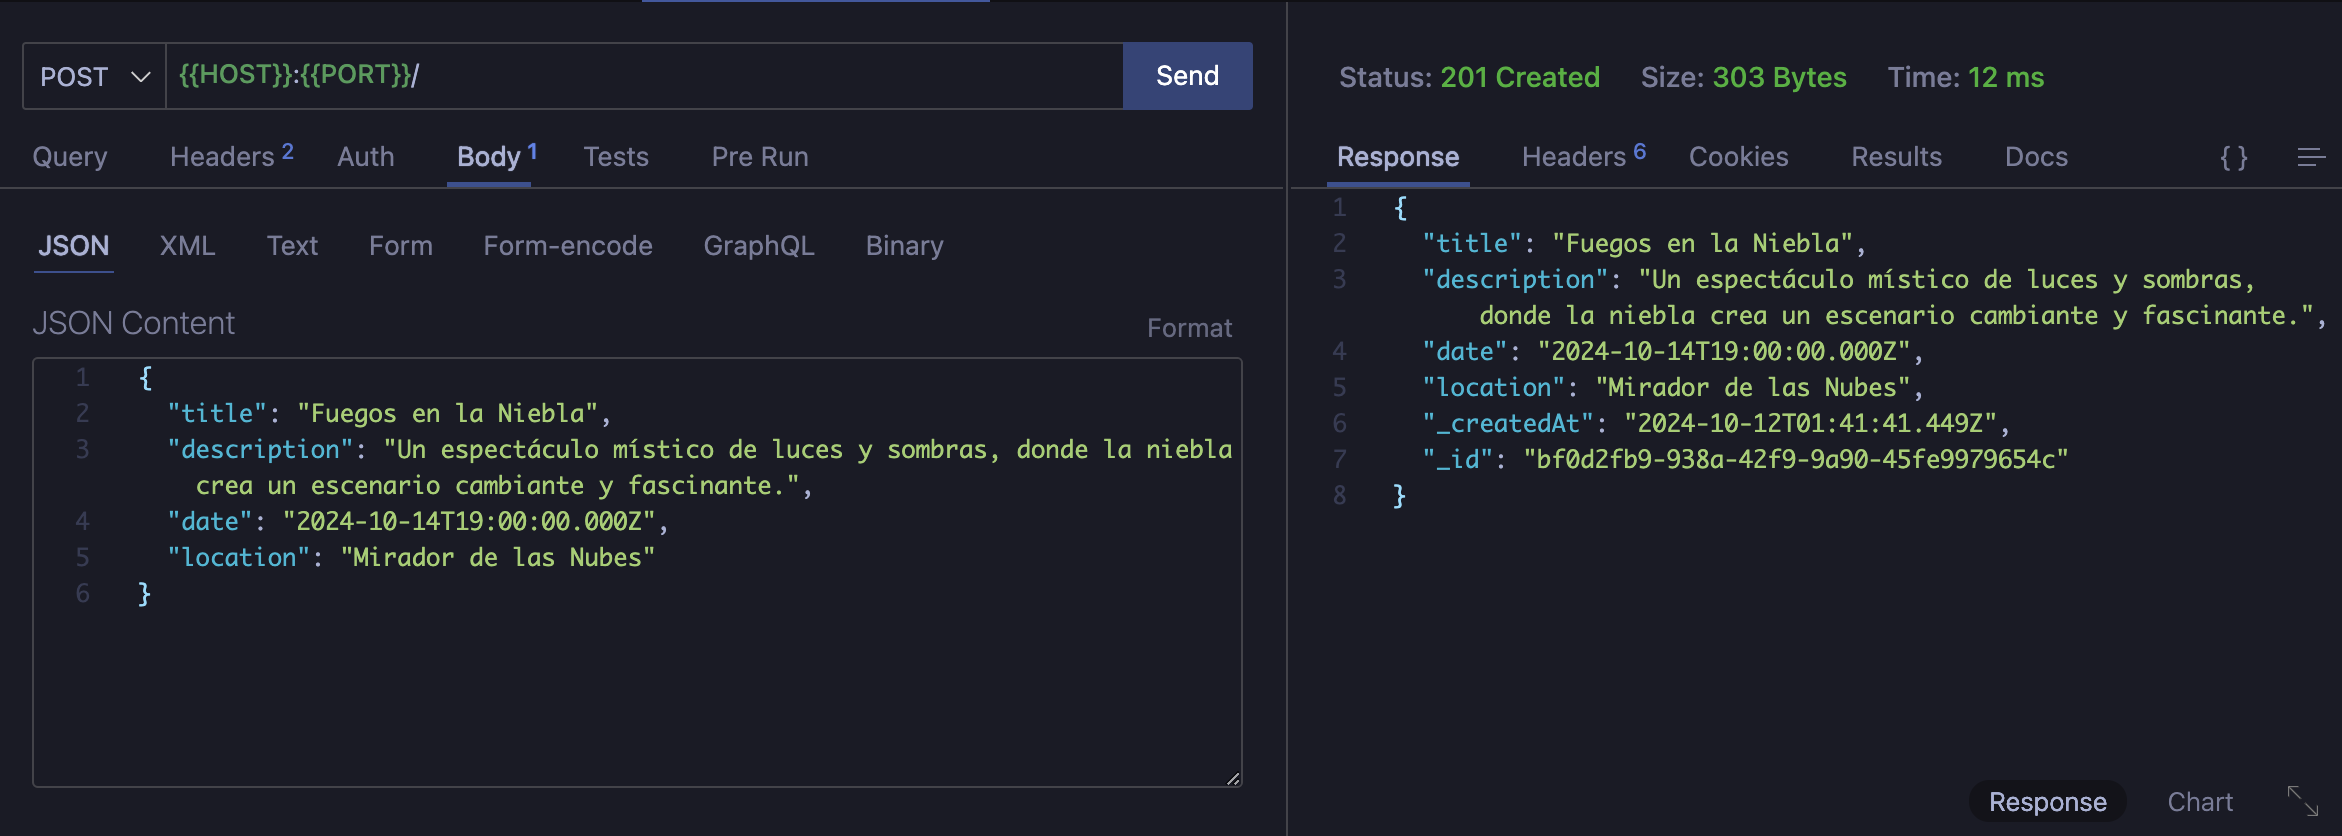 POST {{HOST}}:{{PORT}}/ Send
Query Headers 2 Auth Body 1 Tests Pre Run
JSON XML Text Form Form-encode GraphQL Binary
JSON Content Format
1 {
2 "title": "Fuegos en la Niebla",
3 "description": "Un espectáculo místico de luces y sombras, donde la niebla
crea un escenario cambiante y fascinante.",
4 "date": "2024-10-14T19:00:00.000Z",
5 "location": "Mirador de las Nubes"
6 }
Status: 201 Created Size: 303 Bytes Time: 12 ms
Response Headers 6 Cookies Results Docs { }
1 {
2 "title": "Fuegos en la Niebla",
3 "description": "Un espectáculo místico de luces y sombras,
donde la niebla crea un escenario cambiante y fascinante.",
4 "date": "2024-10-14T19:00:00.000Z",
5 "location": "Mirador de las Nubes",
6 "_createdAt": "2024-10-12T01:41:41.449Z",
7 "_id": "bf0d2fb9-938a-42f9-9a90-45fe9979654c"
8 }
Response Chart